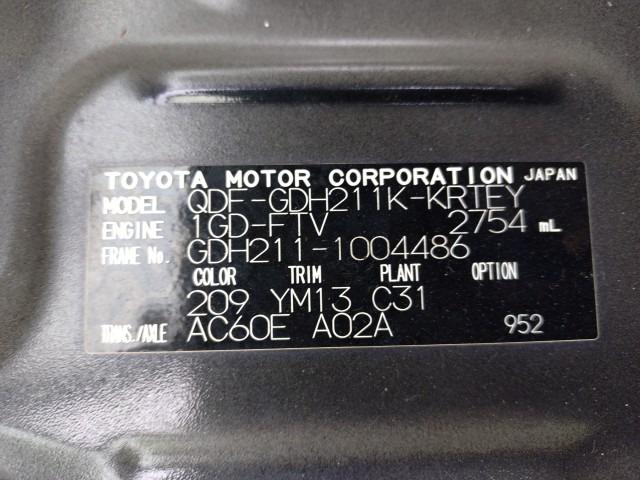 TOYOTA MOTOR CORPORATION JAPAN
MODEL QDF-GDH211K-KRTEY
ENGINE 1GD-FTV 2754 mL
FRAME No. GDH211-1004486
COLOR TRIM PLANT OPTION
209 YM13 C31
TRANS./AXLE AC60E A02A 952